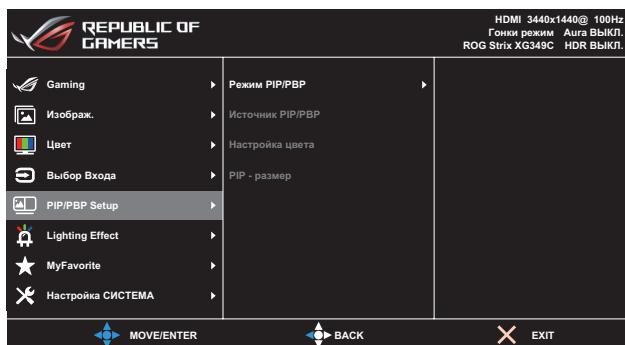 REPUBLIC OF
GAMERS
HDMI 3440x1440@ 100Hz
Гонки режим Aura ВЫКЛ.
ROG Strix XG349C HDR ВЫКЛ.
Gaming
Изображ.
Цвет
Выбор Входа
PIP/PBP Setup
Lighting Effect
MyFavorite
Настройка СИСТЕМА
Режим PIP/PBP
Источник PIP/PBP
Настройка цвета
PIP - размер
MOVE/ENTER
BACK
EXIT